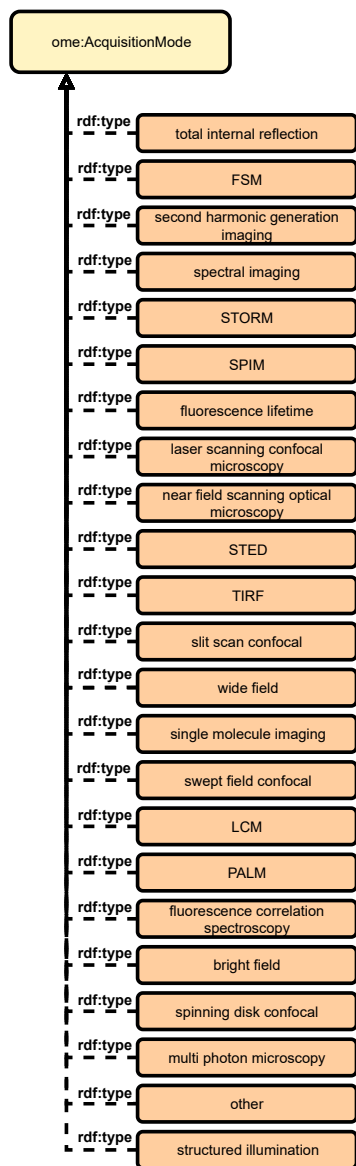 ome:AcquisitionMode
rdf:type
total internal reflection
rdf:type
FSM
rdf:type
second harmonic generation
imaging
rdf:type
spectral imaging
rdf:type
STORM
rdf:type
SPIM
rdf:type
fluorescence lifetime
rdf:type
laser scanning confocal
microscopy
rdf:type
near field scanning optical
microscopy
rdf:type
STED
rdf:type
TIRF
rdf:type
slit scan confocal
rdf:type
wide field
rdf:type
single molecule imaging
rdf:type
swept field confocal
rdf:type
LCM
rdf:type
PALM
rdf:type
fluorescence correlation
spectroscopy
rdf:type
bright field
rdf:type
spinning disk confocal
rdf:type
multi photon microscopy
rdf:type
other
rdf:type
structured illumination